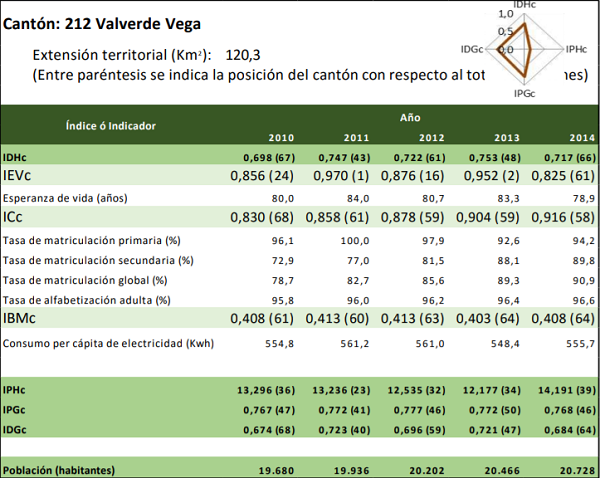 IDHc
1,0
0,5
0,0
IDGc
IPHc
IPGc
Cantón: 212 Valverde Vega
Extensión territorial (Km²): 120,3
(Entre paréntesis se indica la posición del cantón con respecto al tot nes)
Índice ó Indicador Año
2010 2011 2012 2013 2014
IDHc 0,698 (67) 0,747 (43) 0,722 (61) 0,753 (48) 0,717 (66)
IEVc 0,856 (24) 0,970 (1) 0,876 (16) 0,952 (2) 0,825 (61)
Esperanza de vida (años) 80,0 84,0 80,7 83,3 78,9
ICc 0,830 (68) 0,858 (61) 0,878 (59) 0,904 (59) 0,916 (58)
Tasa de matriculación primaria (%) 96,1 100,0 97,9 92,6 94,2
Tasa de matriculación secundaria (%) 72,9 77,0 81,5 88,1 89,8
Tasa de matriculación global (%) 78,7 82,7 85,6 89,3 90,9
Tasa de alfabetización adulta (%) 95,8 96,0 96,2 96,4 96,6
IBMc 0,408 (61) 0,413 (60) 0,413 (63) 0,403 (64) 0,408 (64)
Consumo per cápita de electricidad (Kwh) 554,8 561,2 561,0 548,4 555,7
IPHc 13,296 (36) 13,236 (23) 12,535 (32) 12,177 (34) 14,191 (39)
IPGc 0,767 (47) 0,772 (41) 0,777 (46) 0,772 (50) 0,768 (46)
IDGc 0,674 (68) 0,723 (40) 0,696 (59) 0,721 (47) 0,684 (64)
Población (habitantes) 19.680 19.936 20.202 20.466 20.728